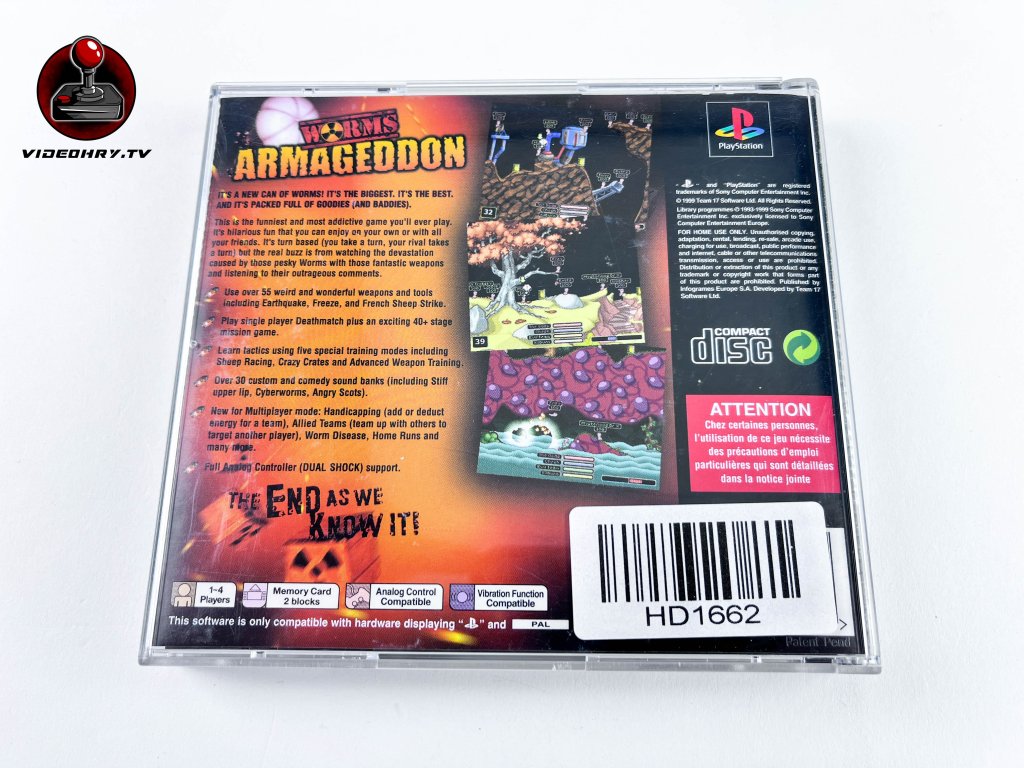 VIDEOHRY.TV
WORMS
ARMAGEDDON
IT'S A NEW CAN OF WORMS! IT'S THE BIGGEST. IT'S THE BEST.
AND IT'S PACKED FULL OF GOODIES (AND BADDIES).
This is the funniest and most addictive game you'll ever play.
It's hilarious fun that you can enjoy on your own or with all
your friends. It's turn based (you take a turn, your rival takes
a turn) but the real buzz is from watching the devastation
caused by those pesky Worms with those fantastic weapons
and listening to their outrageous comments.
Use over 55 weird and wonderful weapons and tools
including Earthquake, Freeze, and French Sheep Strike.
Play single player Deathmatch plus an exciting 40+ stage
mission game.
Learn tactics using five special training modes including
Sheep Racing, Crazy Crates and Advanced Weapon Training.
Over 30 custom and comedy sound banks (including Stiff
upper lip, Cyberworms, Angry Scots).
New for Multiplayer mode: Handicapping (add or deduct
energy for a team), Allied Teams (team up with others to
target another player), Worm Disease, Home Runs and
many more.
Full Analog Controller (DUAL SHOCK) support.
THE END AS WE
KNOW IT!
32
39
PlayStation
" " and "PlayStation" are registered
trademarks of Sony Computer Entertainment Inc.
© 1999 Team 17 Software Ltd. All Rights Reserved.
Library programmes © 1993-1999 Sony Computer
Entertainment Inc. exclusively licensed to Sony
Computer Entertainment Europe.
FOR HOME USE ONLY. Unauthorised copying,
adaptation, rental, lending, re-sale, arcade use,
charging for use, broadcast, public performance
and internet, cable or other telecommunications
transmission, access or use are prohibited.
Distribution or extraction of this product or any
trademark or copyright work that forms part
of this product are prohibited. Published by
Infogrames Europe S.A. Developed by Team 17
Software Ltd.
COMPACT
disc
ATTENTION
Chez certaines personnes,
l'utilisation de ce jeu nécessite
des précautions d'emploi
particulières qui sont détaillées
dans la notice jointe
1~4
Players
Memory Card
2 blocks
Analog Control
Compatible
Vibration Function
Compatible
This software is only compatible with hardware displaying " " and PAL
HD1662
>
Patent Pend